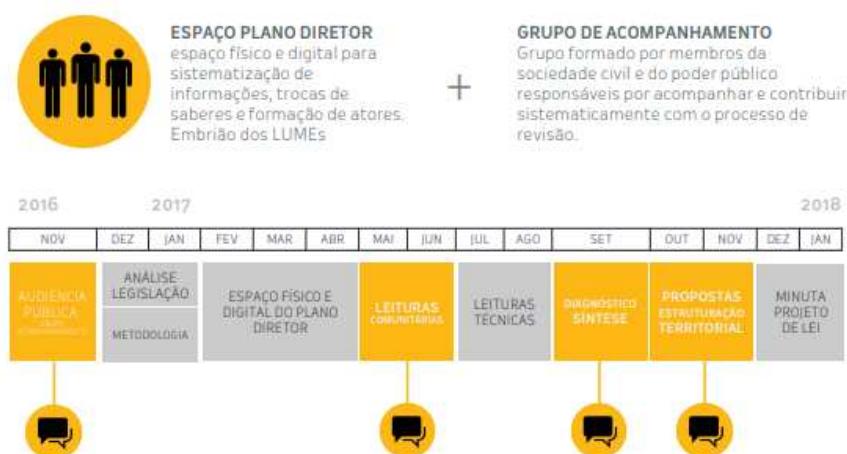 ESPAÇO PLANO DIRETOR
espaço físico e digital para
sistematização de
informações, trocas de
saberes e formação de atores.
Embrião dos LUMEs
+
GRUPO DE ACOMPANHAMENTO
Grupo formado por membros da
sociedade civil e do poder público
responsáveis por acompanhar e contribuir
sistematicamente com o processo de
revisão.
2016 2017 2018
NOV DEZ JAN FEV MAR ABR MAI JUN JUL AGO SET OUT NOV DEZ JAN
AUDIÊNCIA
PÚBLICA
ANÁLISE
LEGISLAÇÃO
METODOLOGIA
ESPAÇO FÍSICO E
DIGITAL DO PLANO
DIRETOR
LEITURAS
COMUNITÁRIAS
LEITURAS
TÉCNICAS
DIAGNÓSTICO
SÍNTESE
PROPOSTAS
ESTRUTURAÇÃO
TERRITORIAL
MINUTA
PROJETO
DE LEI